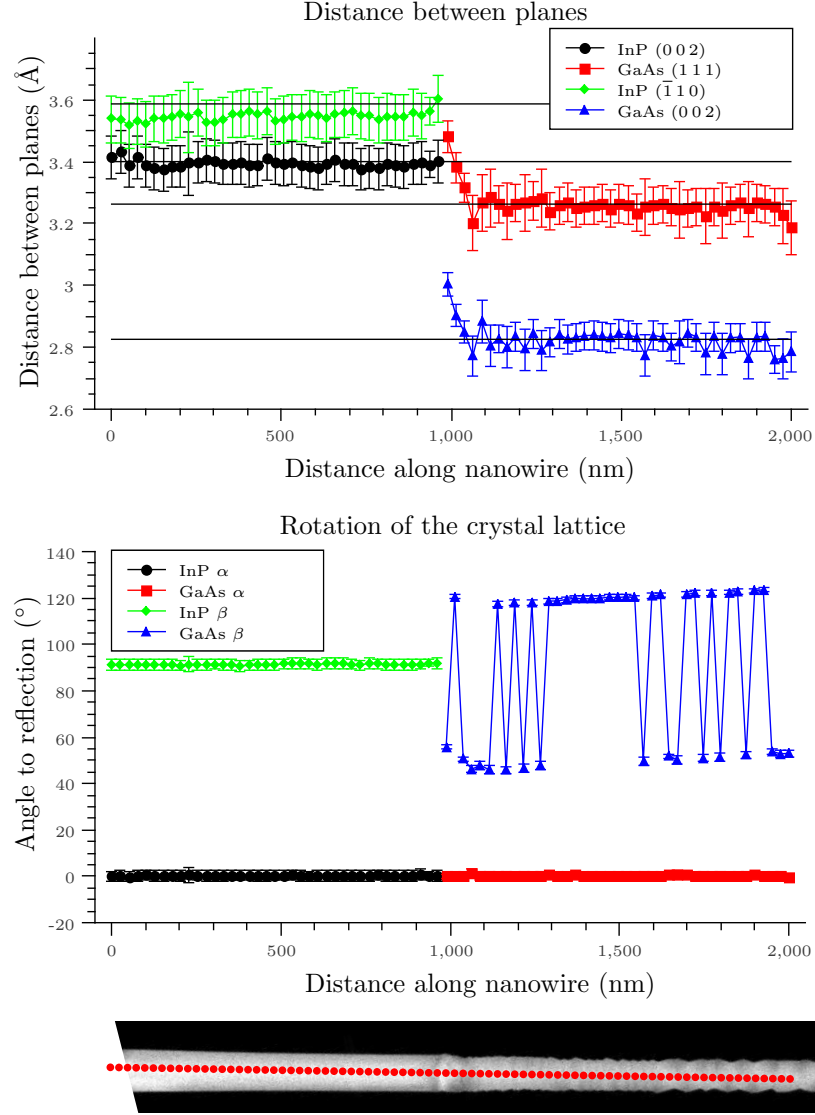 Distance between planes
Distance between planes (Å)
3.6
3.4
3.2
3
2.8
2.6
InP (0 0 2)
GaAs (1 1 1)
InP (1̅ 1 0)
GaAs (0 0 2)
0
500
1,000
1,500
2,000
Distance along nanowire (nm)
Rotation of the crystal lattice
Angle to reflection (°)
140
120
100
80
60
40
20
0
-20
InP α
GaAs α
InP β
GaAs β
0
500
1,000
1,500
2,000
Distance along nanowire (nm)